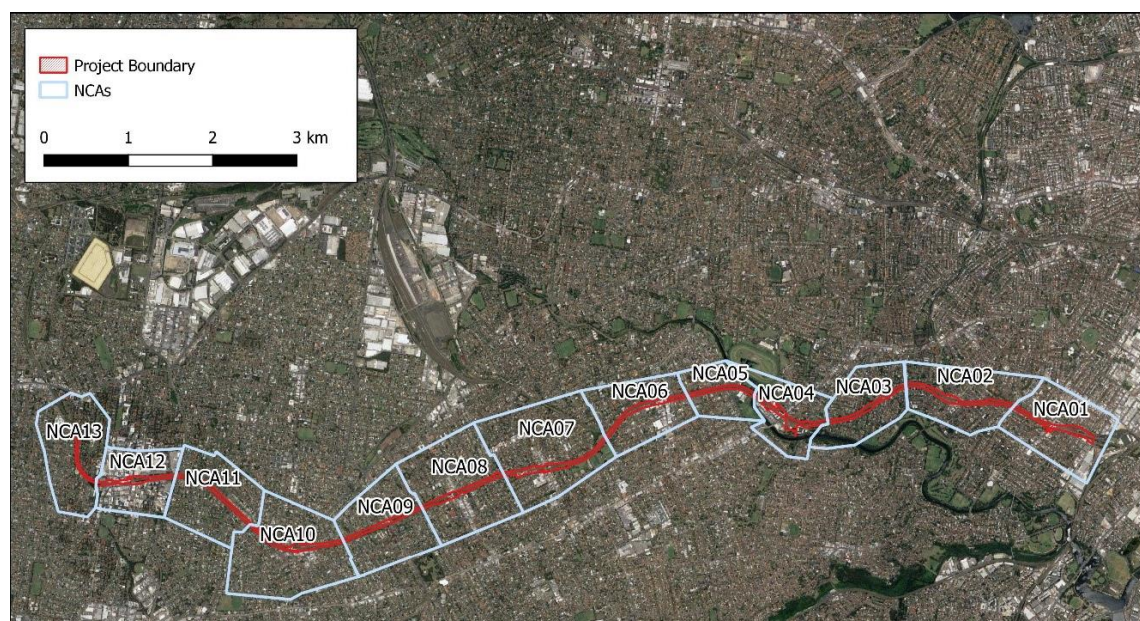 Project Boundary
NCAs
0 1 2 3 km
NCA05
NCA06
NCA04
NCA03
NCA02
NCA01
NCA07
NCA13
NCA12
NCA08
NCA11
NCA09
NCA10